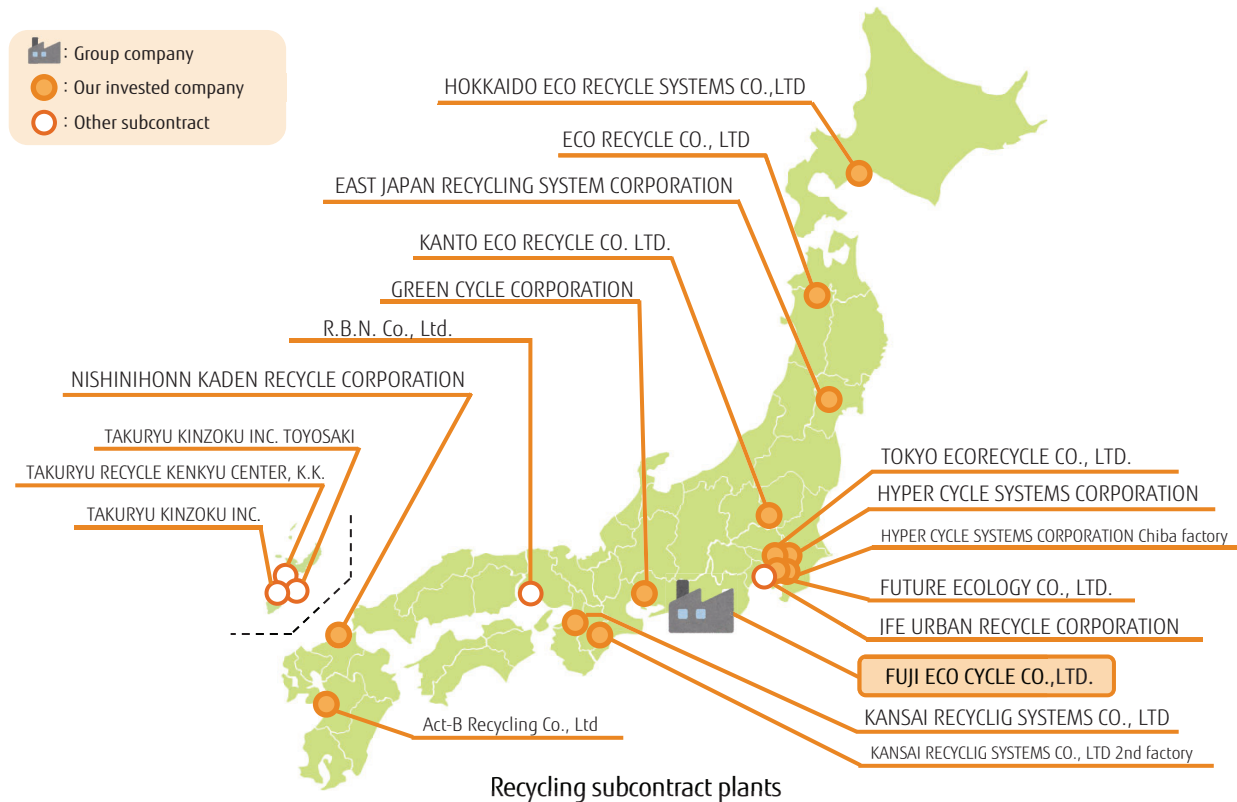 : Group company
: Our invested company
: Other subcontract
HOKKAIDO ECO RECYCLE SYSTEMS CO.,LTD
ECO RECYCLE CO., LTD
EAST JAPAN RECYCLING SYSTEM CORPORATION
KANTO ECO RECYCLE CO. LTD.
GREEN CYCLE CORPORATION
R.B.N. Co., Ltd.
NISHINIHONN KADEN RECYCLE CORPORATION
TAKURYU KINZOKU INC. TOYOSAKI
TAKURYU RECYCLE KENKYU CENTER, K.K.
TAKURYU KINZOKU INC.
TOKYO ECORECYCLE CO., LTD.
HYPER CYCLE SYSTEMS CORPORATION
HYPER CYCLE SYSTEMS CORPORATION Chiba factory
FUTURE ECOLOGY CO., LTD.
JFE URBAN RECYCLE CORPORATION
FUJI ECO CYCLE CO.,LTD.
KANSAI RECYCLIG SYSTEMS CO., LTD
KANSAI RECYCLIG SYSTEMS CO., LTD 2nd factory
Act-B Recycling Co., Ltd
Recycling subcontract plants